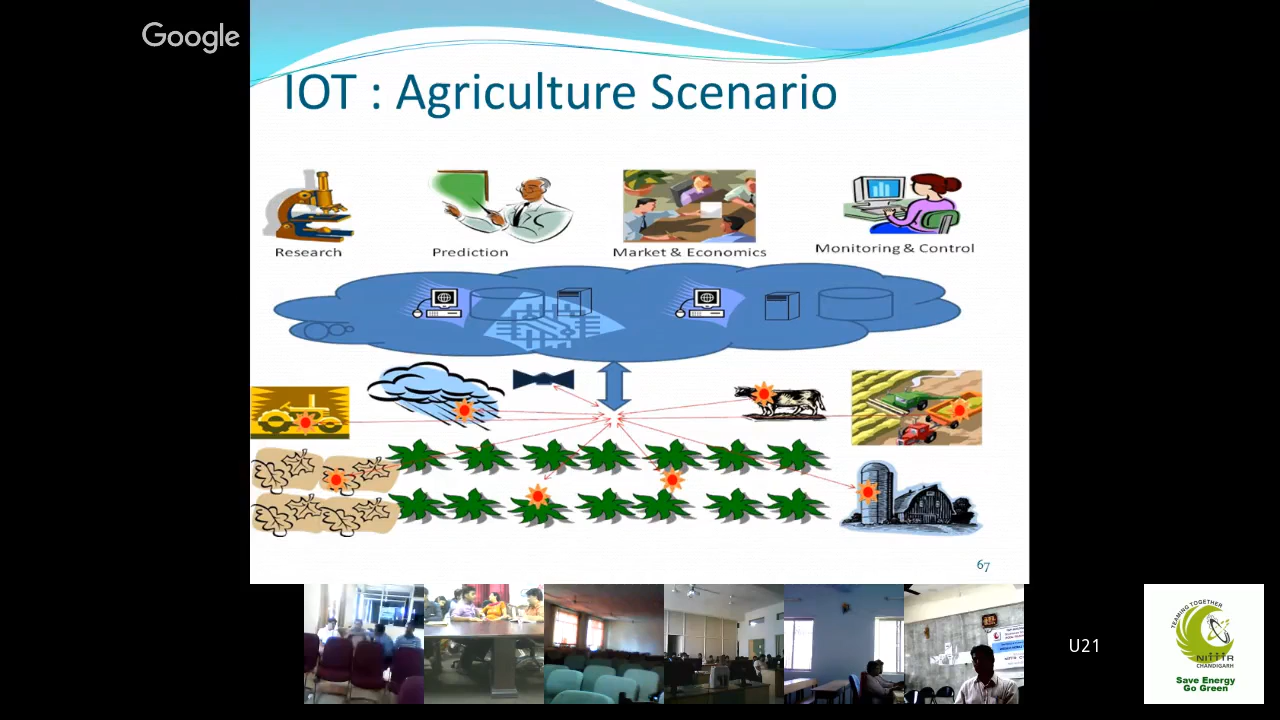 Google
IOT : Agriculture Scenario
Research
Prediction
Market & Economics
Monitoring & Control
67
U21
TEAMING TOGETHER
NITTTR
CHANDIGARH
Save Energy
Go Green